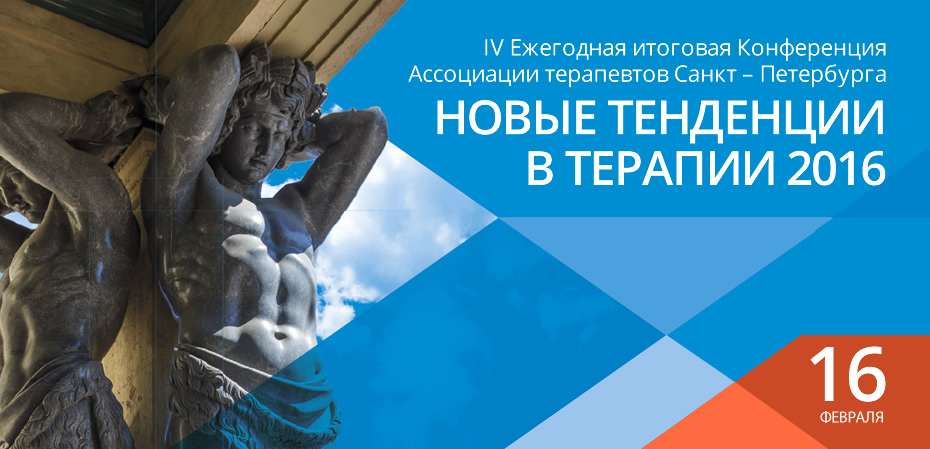 IV Ежегодная итоговая Конференция
Ассоциации терапевтов Санкт – Петербурга
НОВЫЕ ТЕНДЕНЦИИ
В ТЕРАПИИ 2016
16
ФЕВРАЛЯ